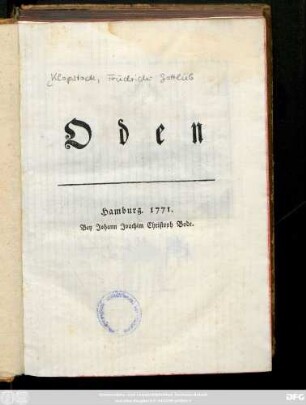 Klopstock, Friedrich Gottlieb
Oden
Hamburg. 1771.
Bey Johann Joachim Christoph Bode.